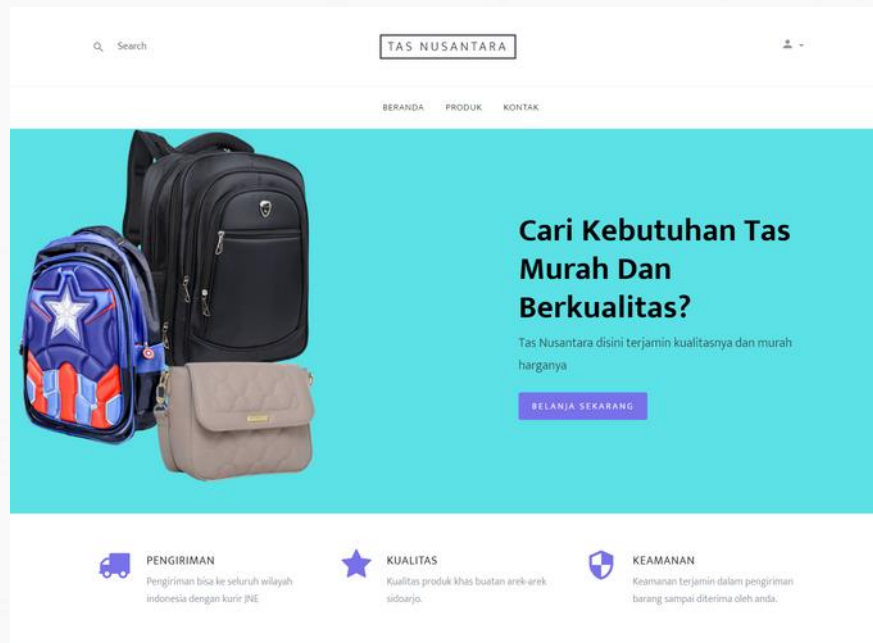 Search
TAS NUSANTARA
BERANDA PRODUK KONTAK
Cari Kebutuhan Tas
Murah Dan
Berkualitas?
Tas Nusantara disini terjamin kualitasnya dan murah
harganya
BELANJA SEKARANG
PENGIRIMAN
Pengiriman bisa ke seluruh wilayah
indonesia dengan kurir JNE
KUALITAS
Kualitas produk khas buatan arek-arek
sidoarjo.
KEAMANAN
Keamanan terjamin dalam pengiriman
barang sampai diterima oleh anda.